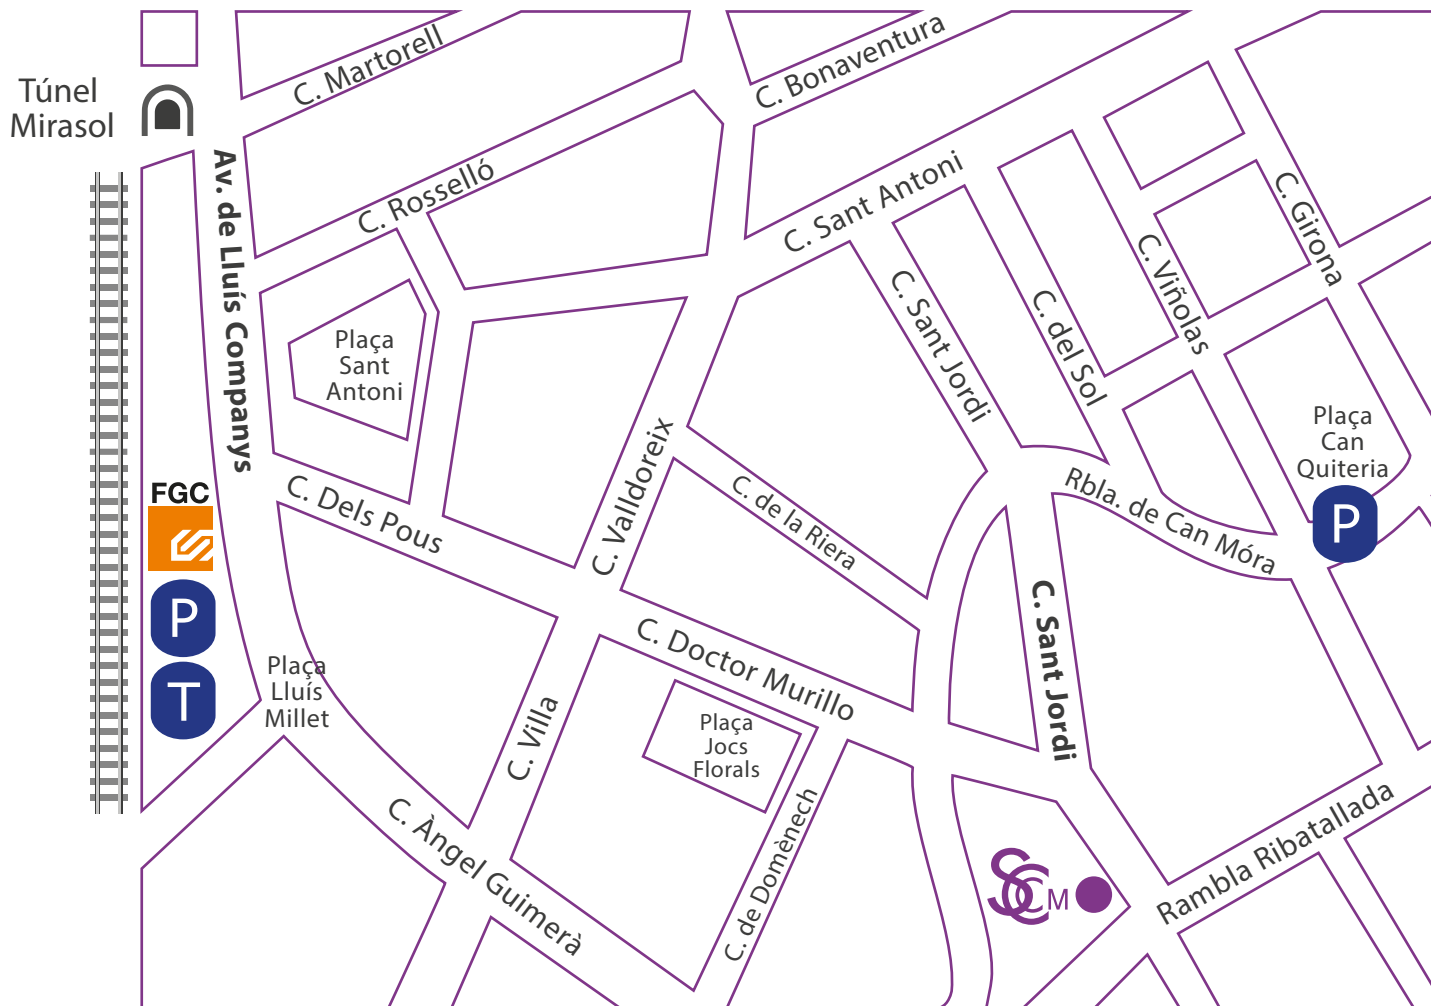 C. Martorell
C. Bonaventura
Túnel
Mirasol
C. Rosselló
C. Sant Antoni
C. Girona
Av. de Lluís Companys
C. Viñolas
C. Sant Jordi
C. del Sol
Plaça
Sant
Antoni
Plaça
Can
Quiteria
P
C. Valldoreix
FGC
C. Dels Pous
C. de la Riera
Rbla. de Can Móra
P
T
Plaça
Lluís
Millet
C. Doctor Murillo
C. Sant Jordi
C. Villa
Plaça
Jocs
Florals
C. Àngel Guimerà
C. de Domènech
SCCM
Rambla Ribatallada